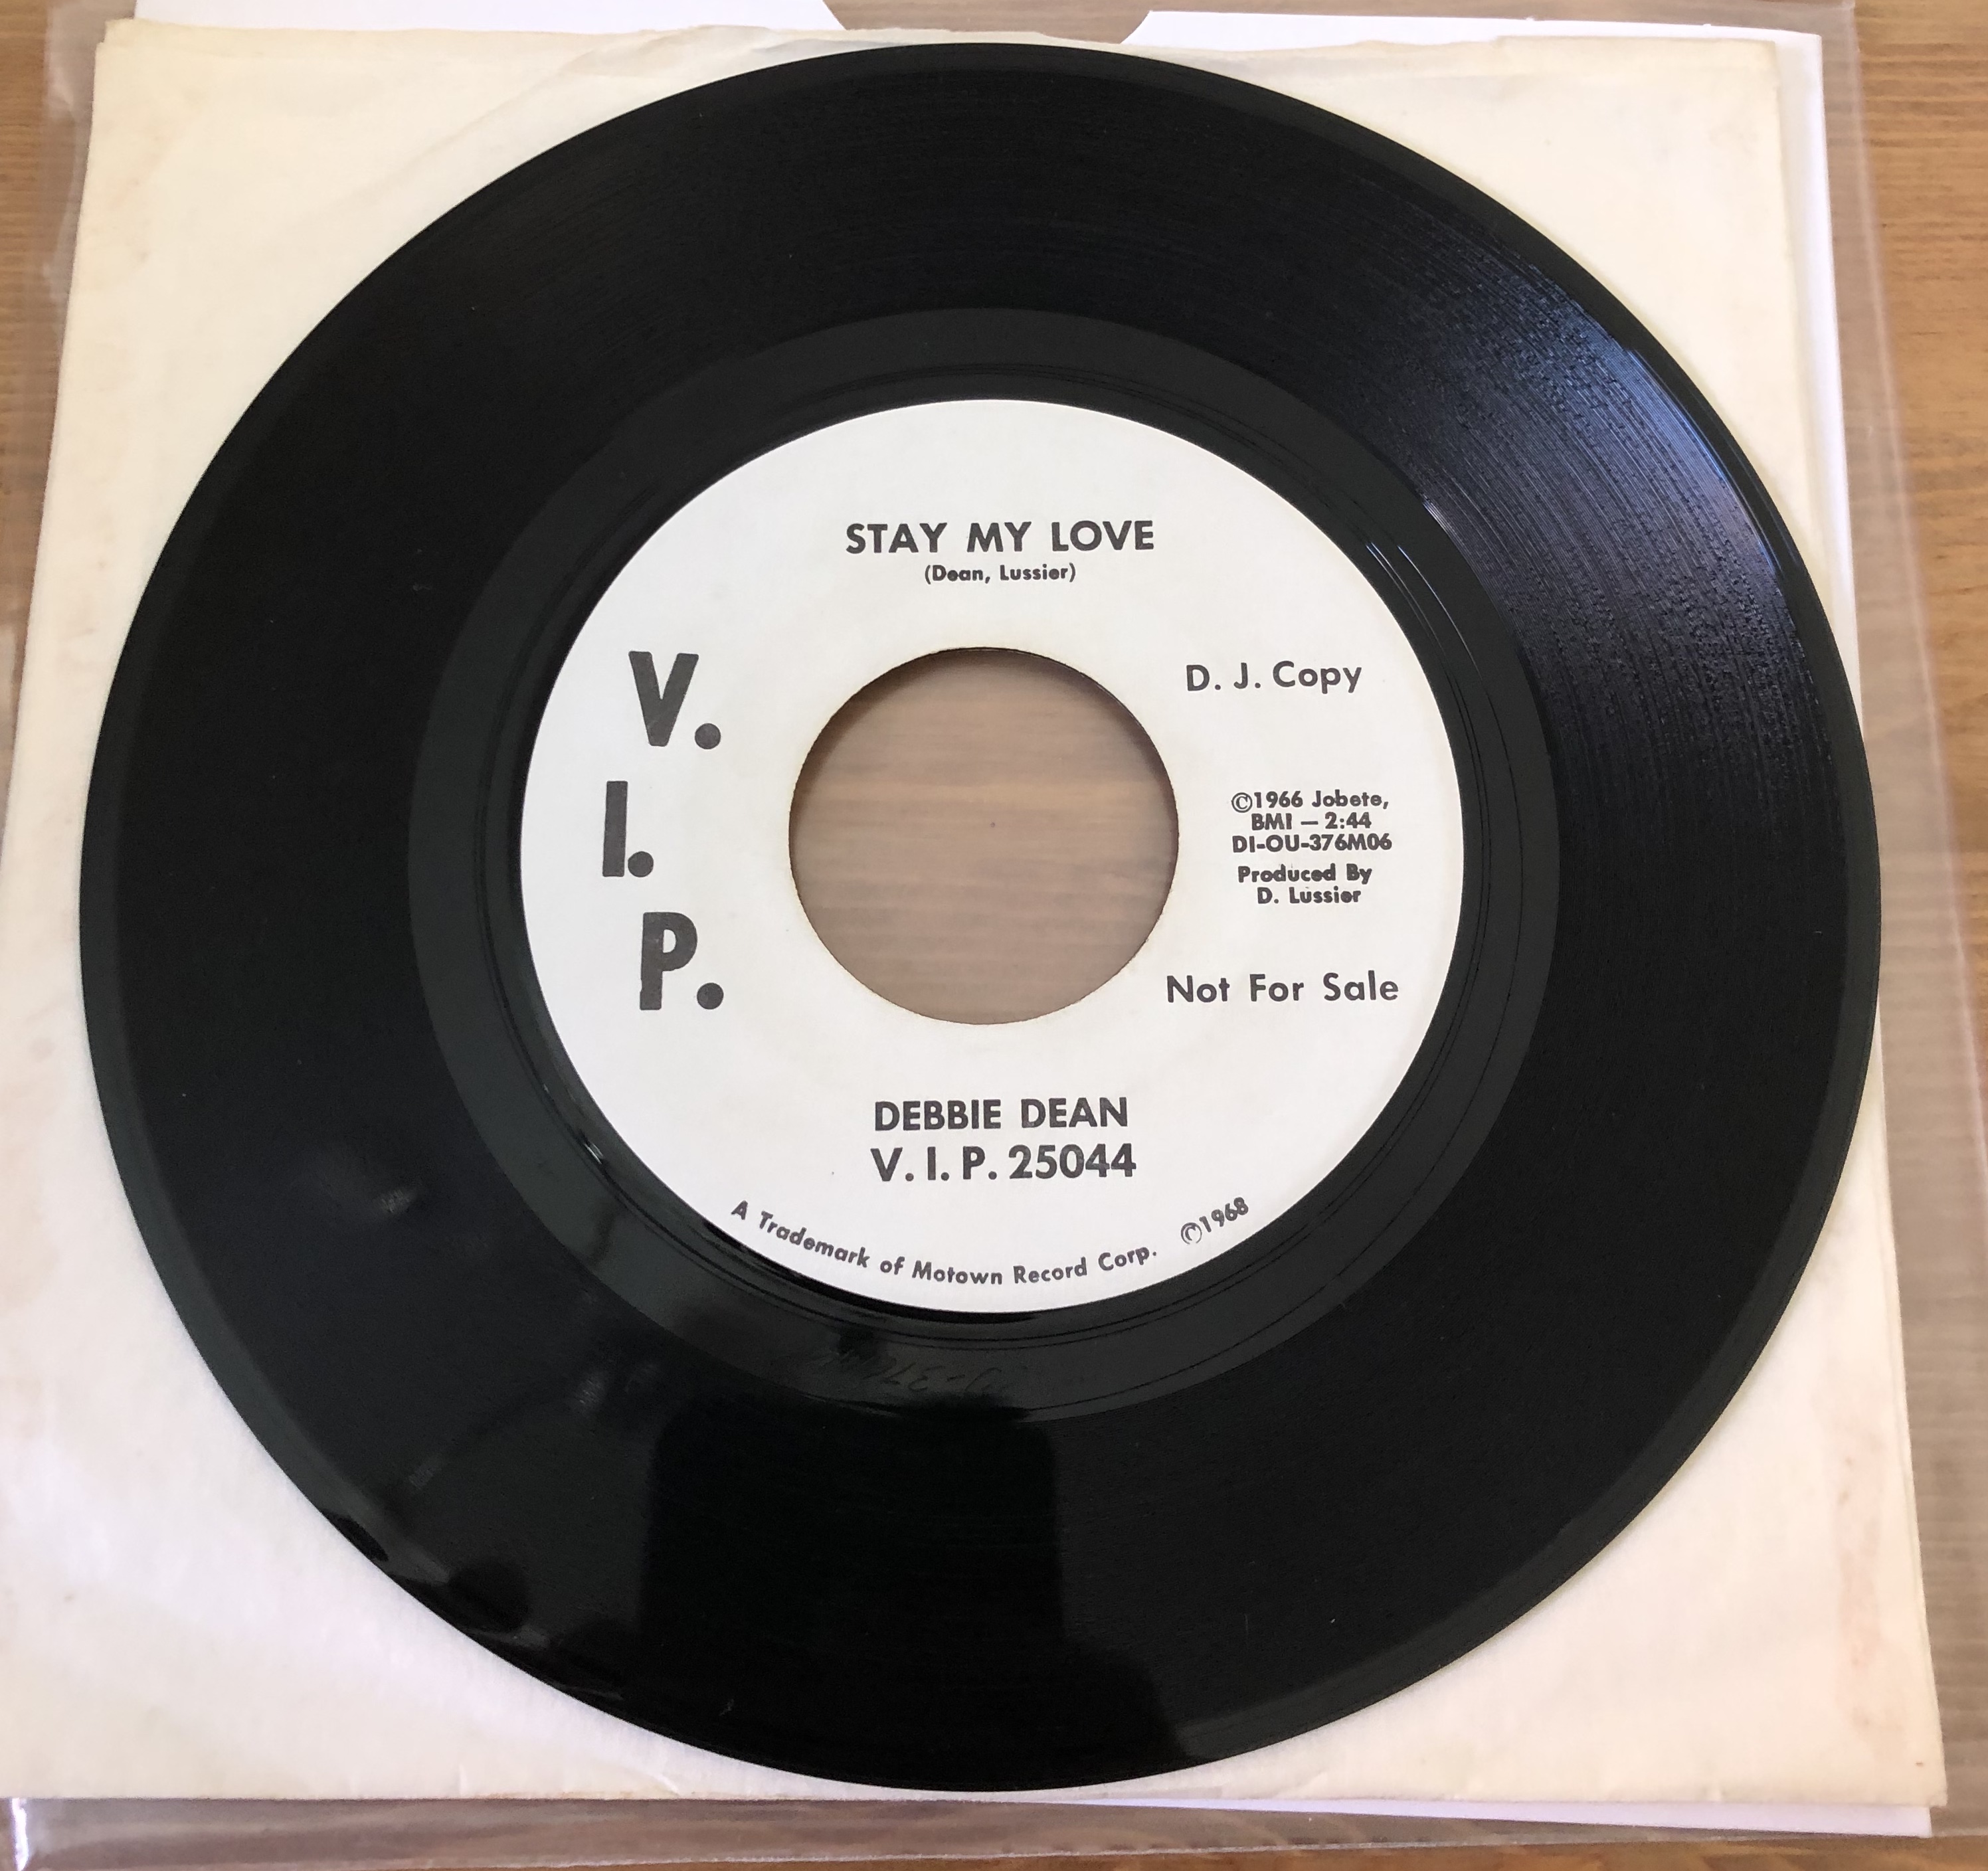 STAY MY LOVE
(Dean, Lussier)
V.
I.
P.
D. J. Copy
©1966 Jobete,
BMI — 2:44
DI-OU-376M06
Produced By
D. Lussier
Not For Sale
DEBBIE DEAN
V. I. P. 25044
A Trademark of Motown Record Corp. ©1968